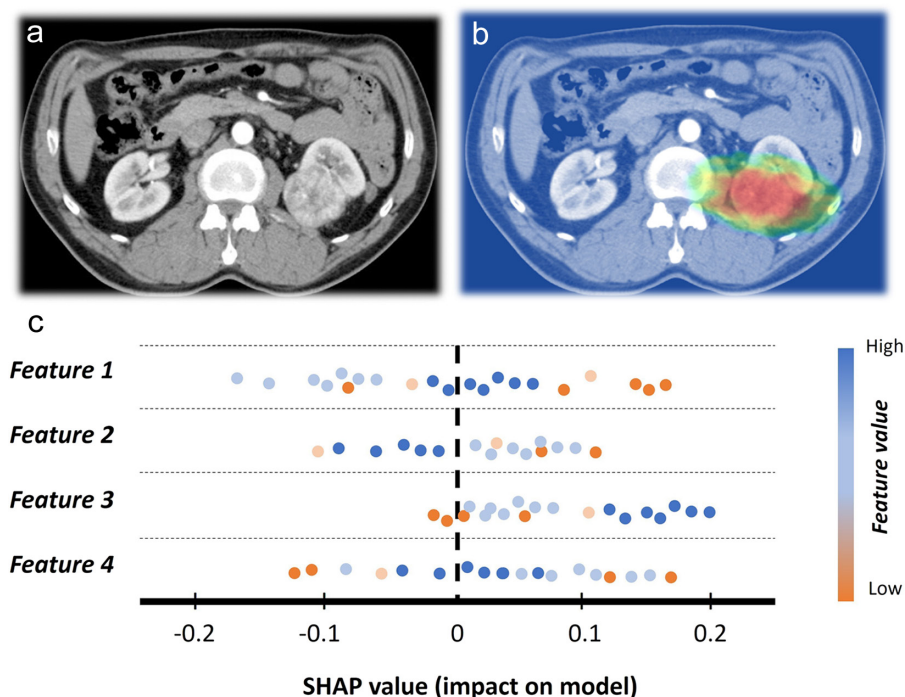 a
b
c
Feature 1
Feature 2
Feature 3
Feature 4
-0.2
-0.1
0
0.1
0.2
SHAP value (impact on model)
High
Feature value
Low